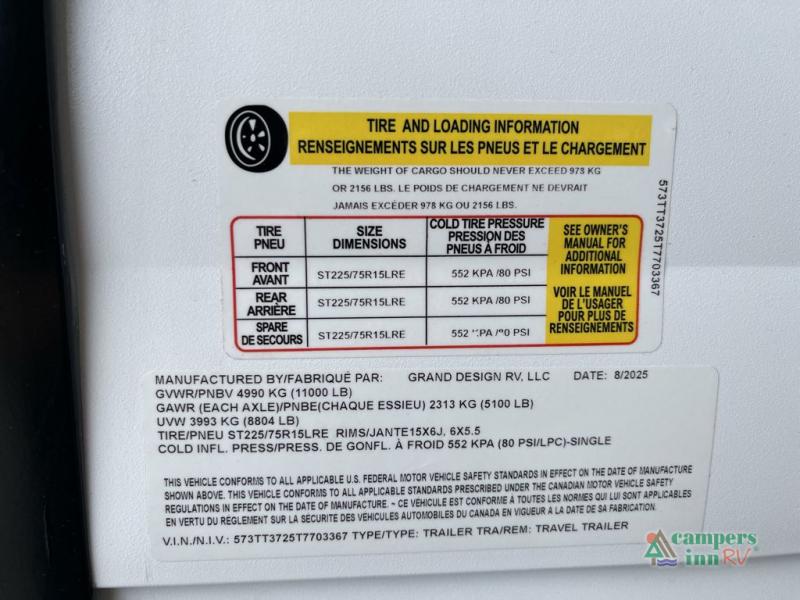 TIRE AND LOADING INFORMATION
RENSEIGNEMENTS SUR LES PNEUS ET LE CHARGEMENT
THE WEIGHT OF CARGO SHOULD NEVER EXCEED 978 KG
OR 2156 LBS. LE POIDS DE CHARGEMENT NE DEVRAIT
JAMAIS EXCÉDER 978 KG OU 2156 LBS.
TIRE
PNEU
SIZE
DIMENSIONS
COLD TIRE PRESSURE
PRESSION DES
PNEUS À FROID
FRONT
AVANT
ST225/75R15LRE
552 KPA /80 PSI
REAR
ARRIÈRE
ST225/75R15LRE
552 KPA /80 PSI
SPARE
DE SECOURS
ST225/75R15LRE
552 KPA /80 PSI
SEE OWNER'S
MANUAL FOR
ADDITIONAL
INFORMATION
VOIR LE MANUEL
DE L'USAGER
POUR PLUS DE
RENSEIGNEMENTS
573TT3725T7703367
MANUFACTURED BY/FABRIQUÉ PAR: GRAND DESIGN RV, LLC DATE: 8/2025
GVWR/PNBV 4990 KG (11000 LB)
GAWR (EACH AXLE)/PNBE(CHAQUE ESSIEU) 2313 KG (5100 LB)
UVW 3993 KG (8804 LB)
TIRE/PNEU ST225/75R15LRE RIMS/JANTE15X6J, 6X5.5
COLD INFL. PRESS/PRESS. DE GONFL. À FROID 552 KPA (80 PSI/LPC)-SINGLE
THIS VEHICLE CONFORMS TO ALL APPLICABLE U.S. FEDERAL MOTOR VEHICLE SAFETY STANDARDS IN EFFECT ON THE DATE OF MANUFACTURE
SHOWN ABOVE. THIS VEHICLE CONFORMS TO ALL APPLICABLE STANDARDS PRESCRIBED UNDER THE CANADIAN MOTOR VEHICLE SAFETY
REGULATIONS IN EFFECT ON THE DATE OF MANUFACTURE. ~ CE VEHICULE EST CONFORME À TOUTES LES NORMES QUI LUI SONT APPLICABLES
EN VERTU DU REGLEMENT SUR LA SECURITE DES VÉHICULES AUTOMOBILES DU CANADA EN VIGUEUR A LA DATE DE SA FABRICATION.
V.I.N./N.I.V.: 573TT3725T7703367 TYPE/TYPE: TRAILER TRA/REM: TRAVEL TRAILER
campers
inn RV